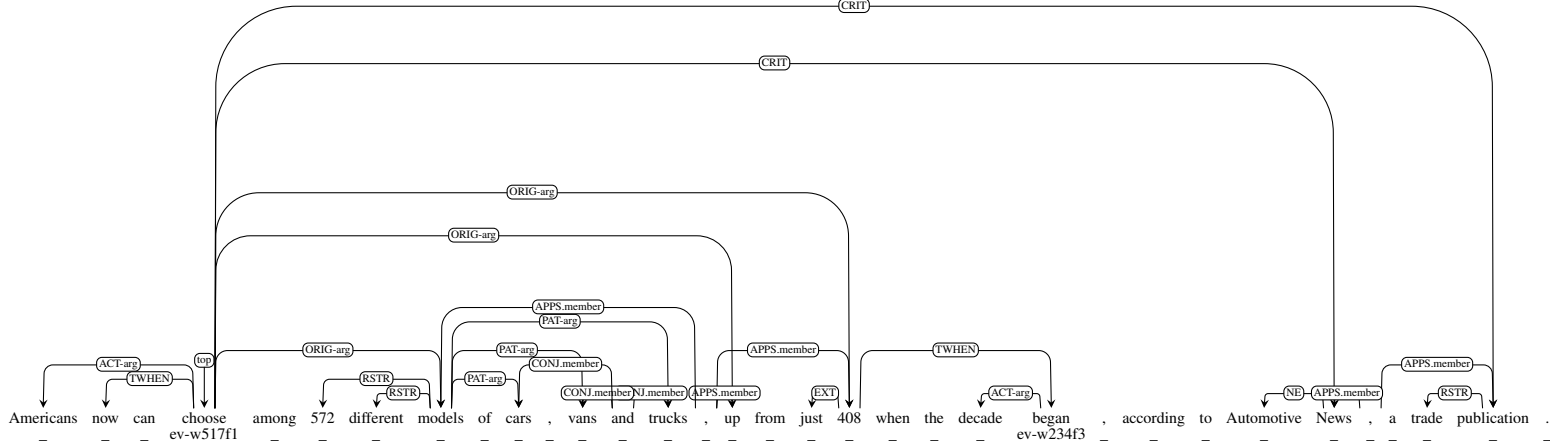 CRIT
CRIT
ORIG-arg
ORIG-arg
APPS.member
PAT-arg
ORIG-arg PAT-arg APPS.member TWHEN
top
ACT-arg CONJ.member APPS.member
TWHEN RSTR PAT-arg
RSTR CONJ.member NJ.member APPS.member EXT ACT-arg NE APPS.member RSTR
Americans now can choose among 572 different models of cars , vans and trucks , up from just 408 when the decade began , according to Automotive News , a trade publication .
_ _ _ ev-w517f1 _ _ _ _ _ _ _ _ _ _ _ _ _ _ _ _ _ _ ev-w234f3 _ _ _ _ _ _ _ _ _ _